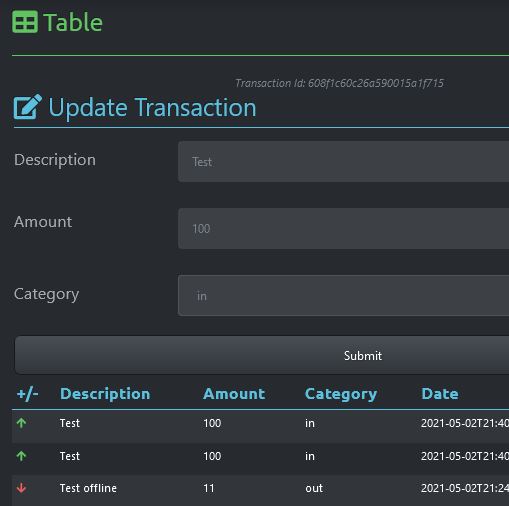 Table
Transaction Id: 608f1c60c26a590015a1f715
Update Transaction
Description Test
Amount 100
Category in
Submit
+/- Description Amount Category Date
Test 100 in 2021-05-02T21:40
Test 100 in 2021-05-02T21:40
Test offline 11 out 2021-05-02T21:24